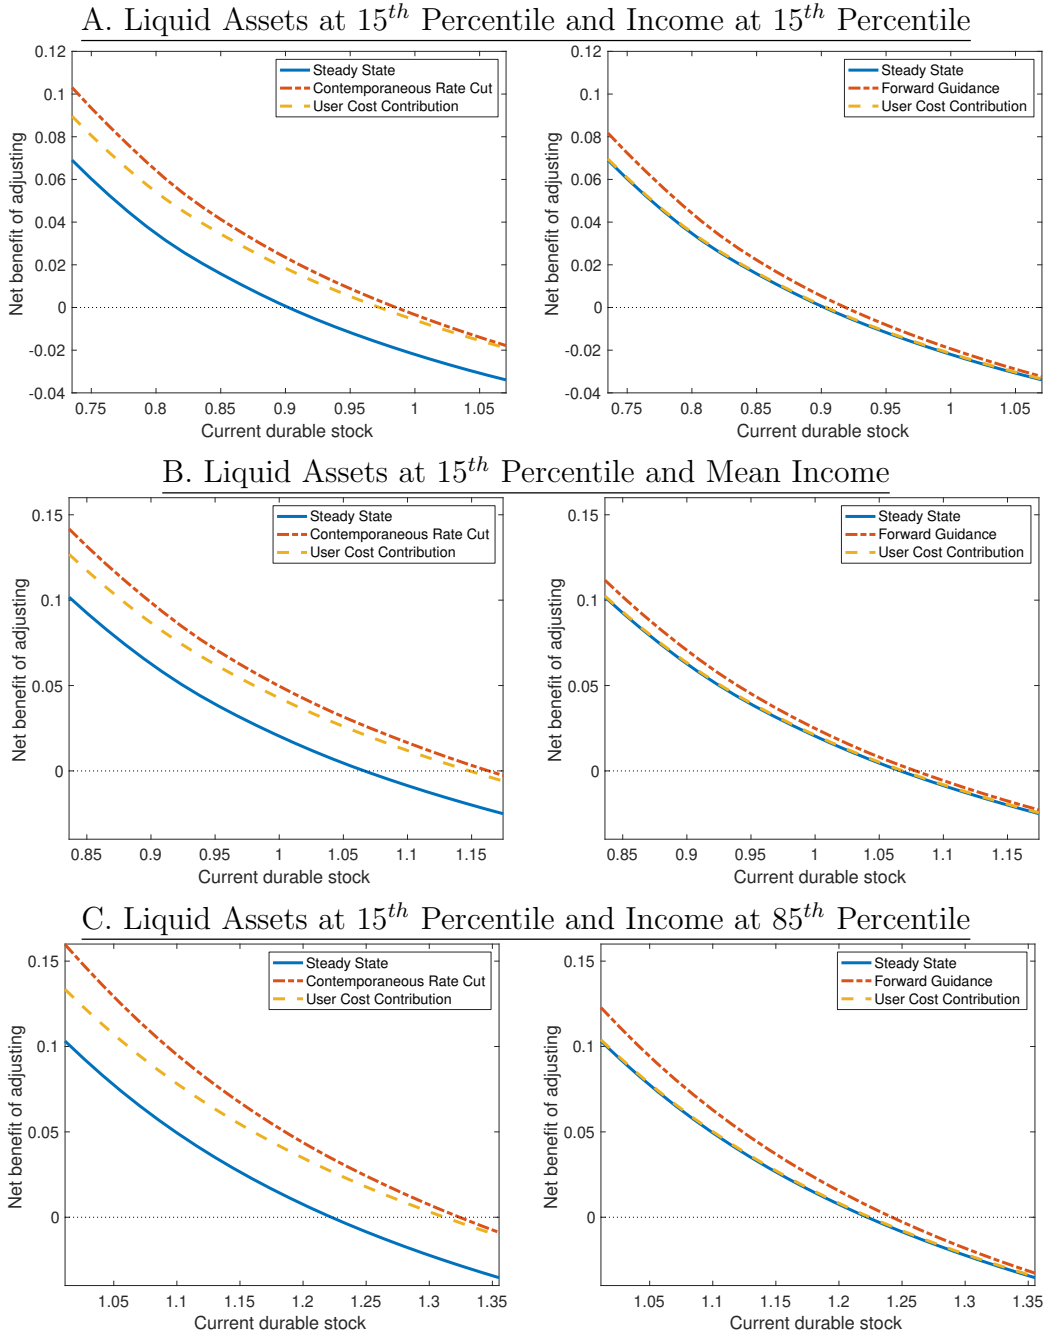 A. Liquid Assets at 15th Percentile and Income at 15th Percentile
0.12
0.1
0.08
0.06
0.04
0.02
0
-0.02
-0.04
Net benefit of adjusting
Steady State
Contemporaneous Rate Cut
User Cost Contribution
0.75 0.8 0.85 0.9 0.95 1 1.05
Current durable stock
0.12
0.1
0.08
0.06
0.04
0.02
0
-0.02
-0.04
Net benefit of adjusting
Steady State
Forward Guidance
User Cost Contribution
0.75 0.8 0.85 0.9 0.95 1 1.05
Current durable stock
B. Liquid Assets at 15th Percentile and Mean Income
0.15
0.1
0.05
0
Net benefit of adjusting
Steady State
Contemporaneous Rate Cut
User Cost Contribution
0.85 0.9 0.95 1 1.05 1.1 1.15
Current durable stock
0.15
0.1
0.05
0
Net benefit of adjusting
Steady State
Forward Guidance
User Cost Contribution
0.85 0.9 0.95 1 1.05 1.1 1.15
Current durable stock
C. Liquid Assets at 15th Percentile and Income at 85th Percentile
0.15
0.1
0.05
0
Net benefit of adjusting
Steady State
Contemporaneous Rate Cut
User Cost Contribution
1.05 1.1 1.15 1.2 1.25 1.3 1.35
Current durable stock
0.15
0.1
0.05
0
Net benefit of adjusting
Steady State
Forward Guidance
User Cost Contribution
1.05 1.1 1.15 1.2 1.25 1.3 1.35
Current durable stock